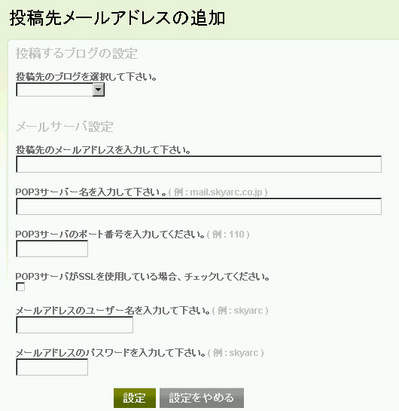 投稿先メールアドレスの追加
投稿するブログの設定
投稿先のブログを選択して下さい。
メールサーバ設定
投稿先のメールアドレスを入力して下さい。
POP3サーバー名を入力して下さい。( 例 : mail.skyarc.co.jp )
POP3サーバのポート番号を入力してください。( 例 : 110 )
POP3サーバがSSLを使用している場合、チェックしてください。
メールアドレスのユーザー名を入力して下さい。( 例 : skyarc )
メールアドレスのパスワードを入力して下さい。( 例 : skyarc )
設定 設定をやめる